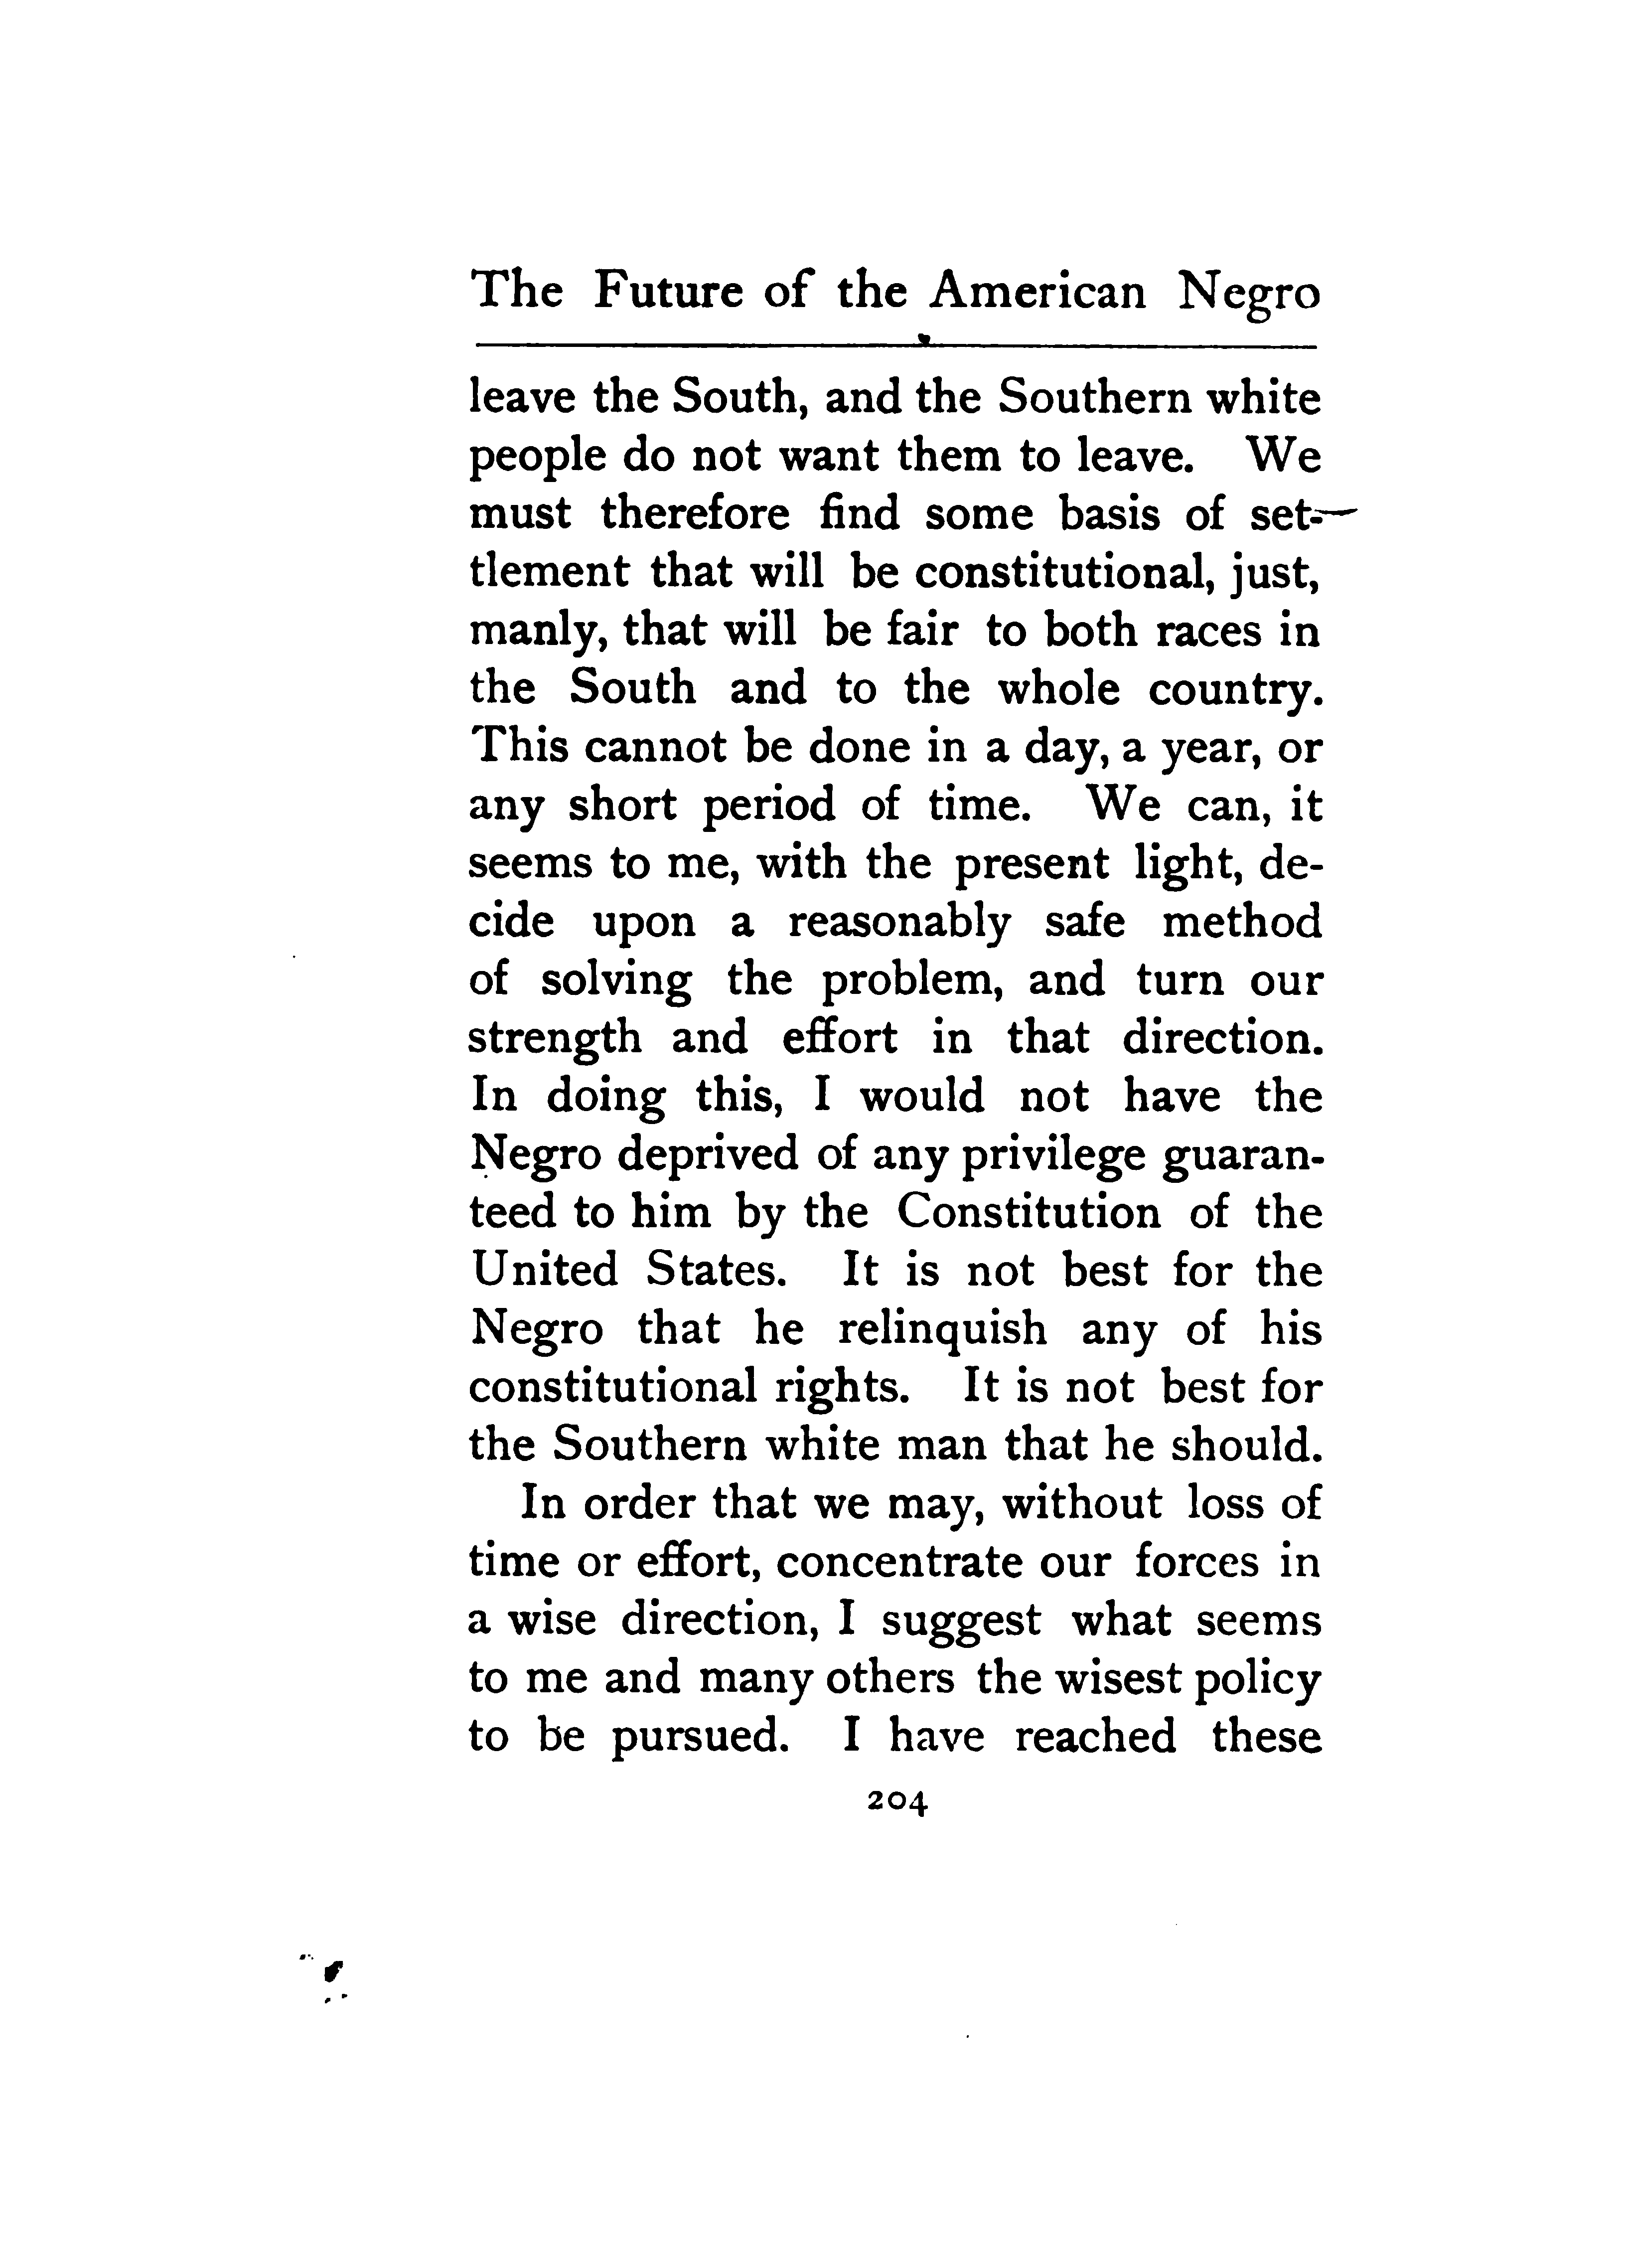 The Future of the American Negro
leave the South, and the Southern white
people do not want them to leave. We
must therefore find some basis of set-
tlement that will be constitutional, just,
manly, that will be fair to both races in
the South and to the whole country.
This cannot be done in a day, a year, or
any short period of time. We can, it
seems to me, with the present light, de-
cide upon a reasonably safe method
of solving the problem, and turn our
strength and effort in that direction.
In doing this, I would not have the
Negro deprived of any privilege guaran-
teed to him by the Constitution of the
United States. It is not best for the
Negro that he relinquish any of his
constitutional rights. It is not best for
the Southern white man that he should.
In order that we may, without loss of
time or effort, concentrate our forces in
a wise direction, I suggest what seems
to me and many others the wisest policy
to be pursued. I have reached these
204